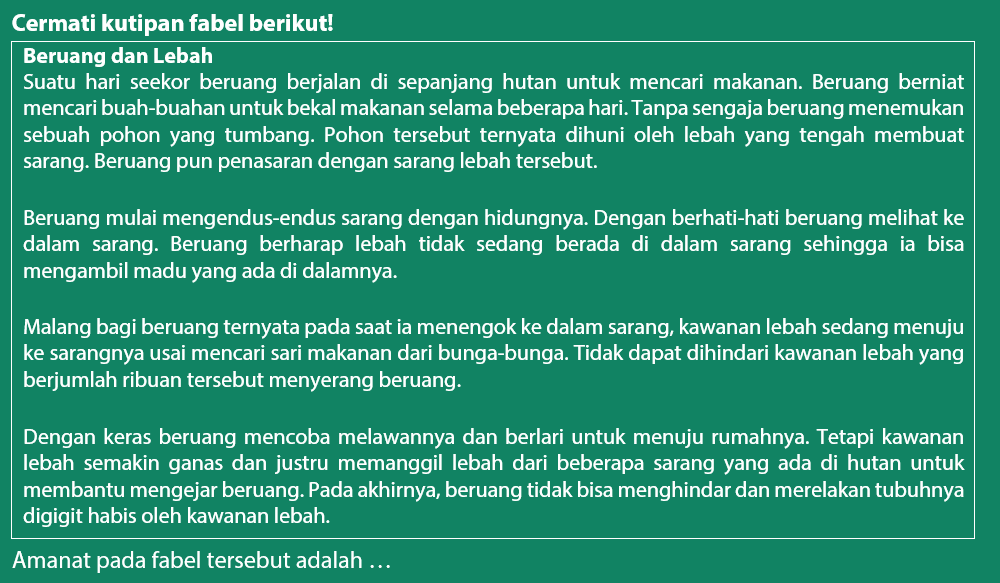 Cermati kutipan fabel berikut!
Beruang dan Lebah
Suatu hari seekor beruang berjalan di sepanjang hutan untuk mencari makanan. Beruang berniat
mencari buah-buahan untuk bekal makanan selama beberapa hari. Tanpa sengaja beruang menemukan
sebuah pohon yang tumbang. Pohon tersebut ternyata dihuni oleh lebah yang tengah membuat
sarang. Beruang pun penasaran dengan sarang lebah tersebut.
Beruang mulai mengendus-endus sarang dengan hidungnya. Dengan berhati-hati beruang melihat ke
dalam sarang. Beruang berharap lebah tidak sedang berada di dalam sarang sehingga ia bisa
mengambil madu yang ada di dalamnya.
Malang bagi beruang ternyata pada saat ia menengok ke dalam sarang, kawanan lebah sedang menuju
ke sarangnya usai mencari sari makanan dari bunga-bunga. Tidak dapat dihindari kawanan lebah yang
berjumlah ribuan tersebut menyerang beruang.
Dengan keras beruang mencoba melawannya dan berlari untuk menuju rumahnya. Tetapi kawanan
lebah semakin ganas dan justru memanggil lebah dari beberapa sarang yang ada di hutan untuk
membantu mengejar beruang. Pada akhirnya, beruang tidak bisa menghindar dan merelakan tubuhnya
digigit habis oleh kawanan lebah.
Amanat pada fabel tersebut adalah …